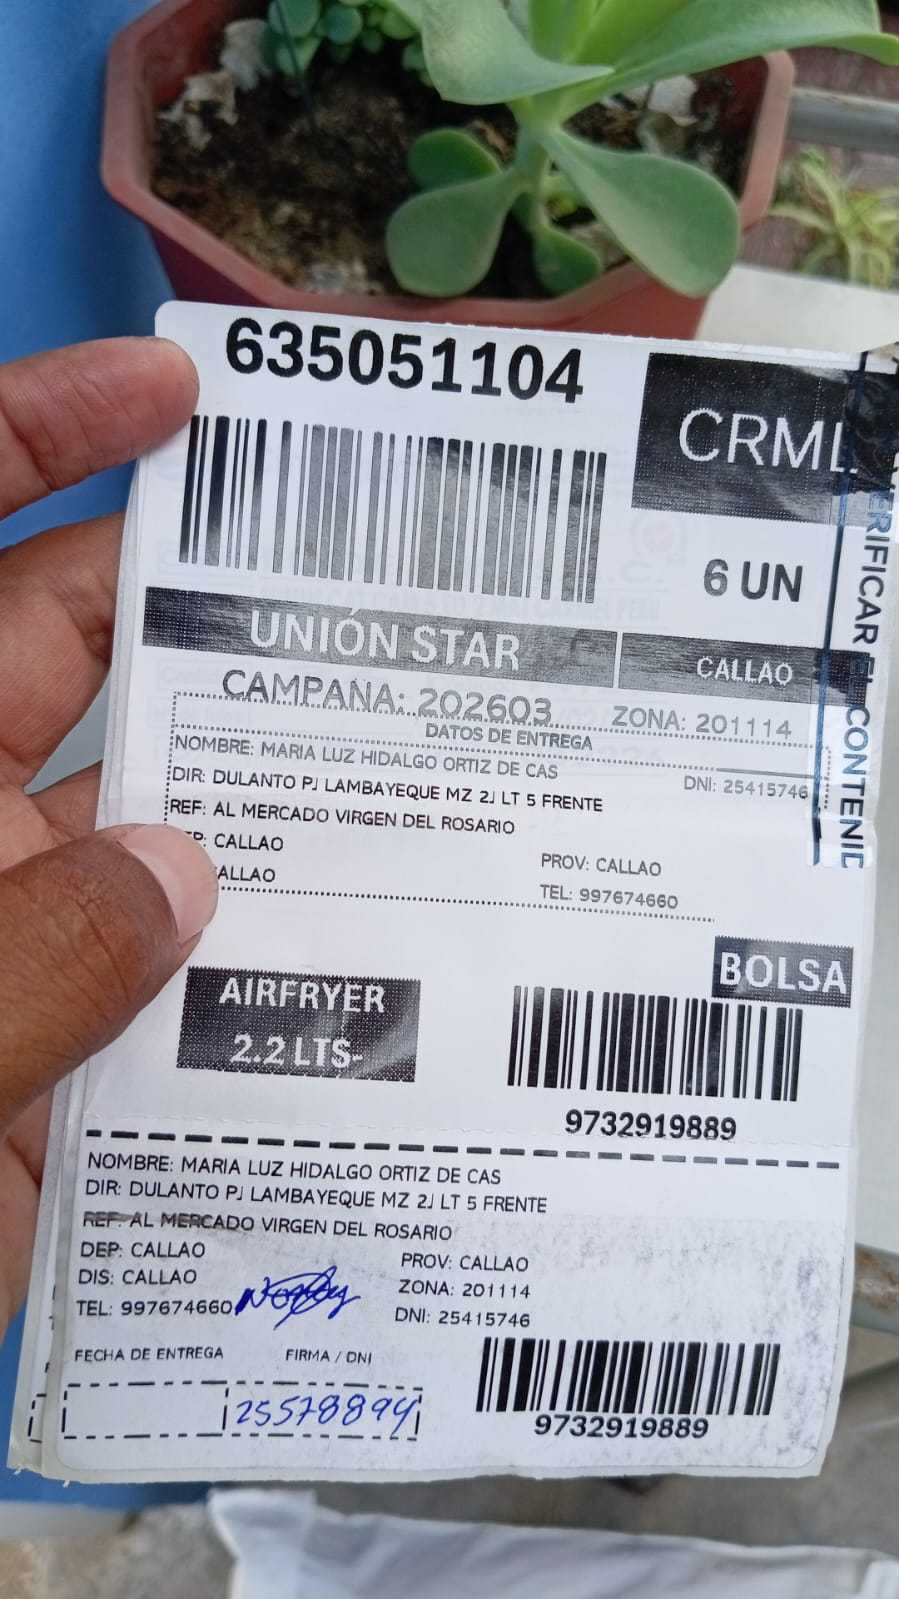 635051104
CRML
6 UN
VERIFICAR EL CONTENID
UNIÓN STAR
CALLAO
CAMPAÑA: 202603
ZONA: 201114
DATOS DE ENTREGA
NOMBRE: MARIA LUZ HIDALGO ORTIZ DE CAS
DNI: 25415746
DIR: DULANTO PJ LAMBAYEQUE MZ 2J LT 5 FRENTE
REF: AL MERCADO VIRGEN DEL ROSARIO
EP: CALLAO
PROV: CALLAO
ALLAO
TEL: 997674660
BOLSA
AIRFRYER
2.2 LTS-
9732919889
NOMBRE: MARIA LUZ HIDALGO ORTIZ DE CAS
DIR: DULANTO PJ LAMBAYEQUE MZ 2J LT 5 FRENTE
REF: AL MERCADO VIRGEN DEL ROSARIO
DEP: CALLAO
PROV: CALLAO
DIS: CALLAO
ZONA: 201114
TEL: 997674660
DNI: 25415746
FECHA DE ENTREGA
FIRMA / DNI
25578894
9732919889